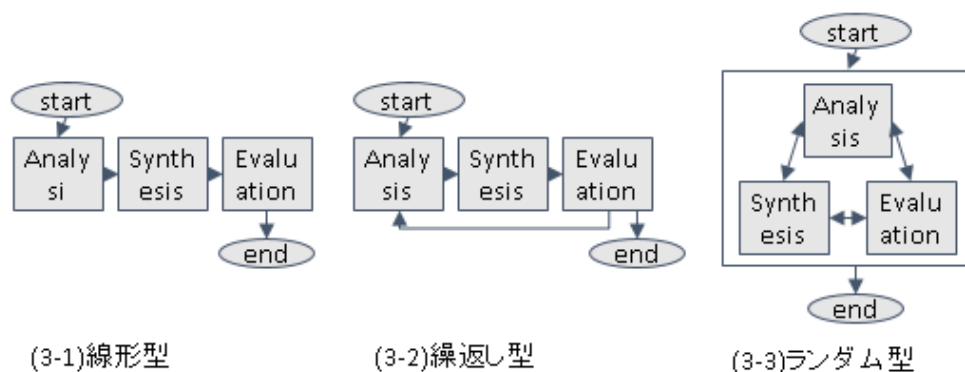 start
Analy
si
Synth
esis
Evalu
ation
end
(3-1)線形型
start
Analy
sis
Synth
esis
Evalu
ation
end
(3-2)繰返し型
start
Analy
sis
Synth
esis
Evalu
ation
end
(3-3)ランダム型